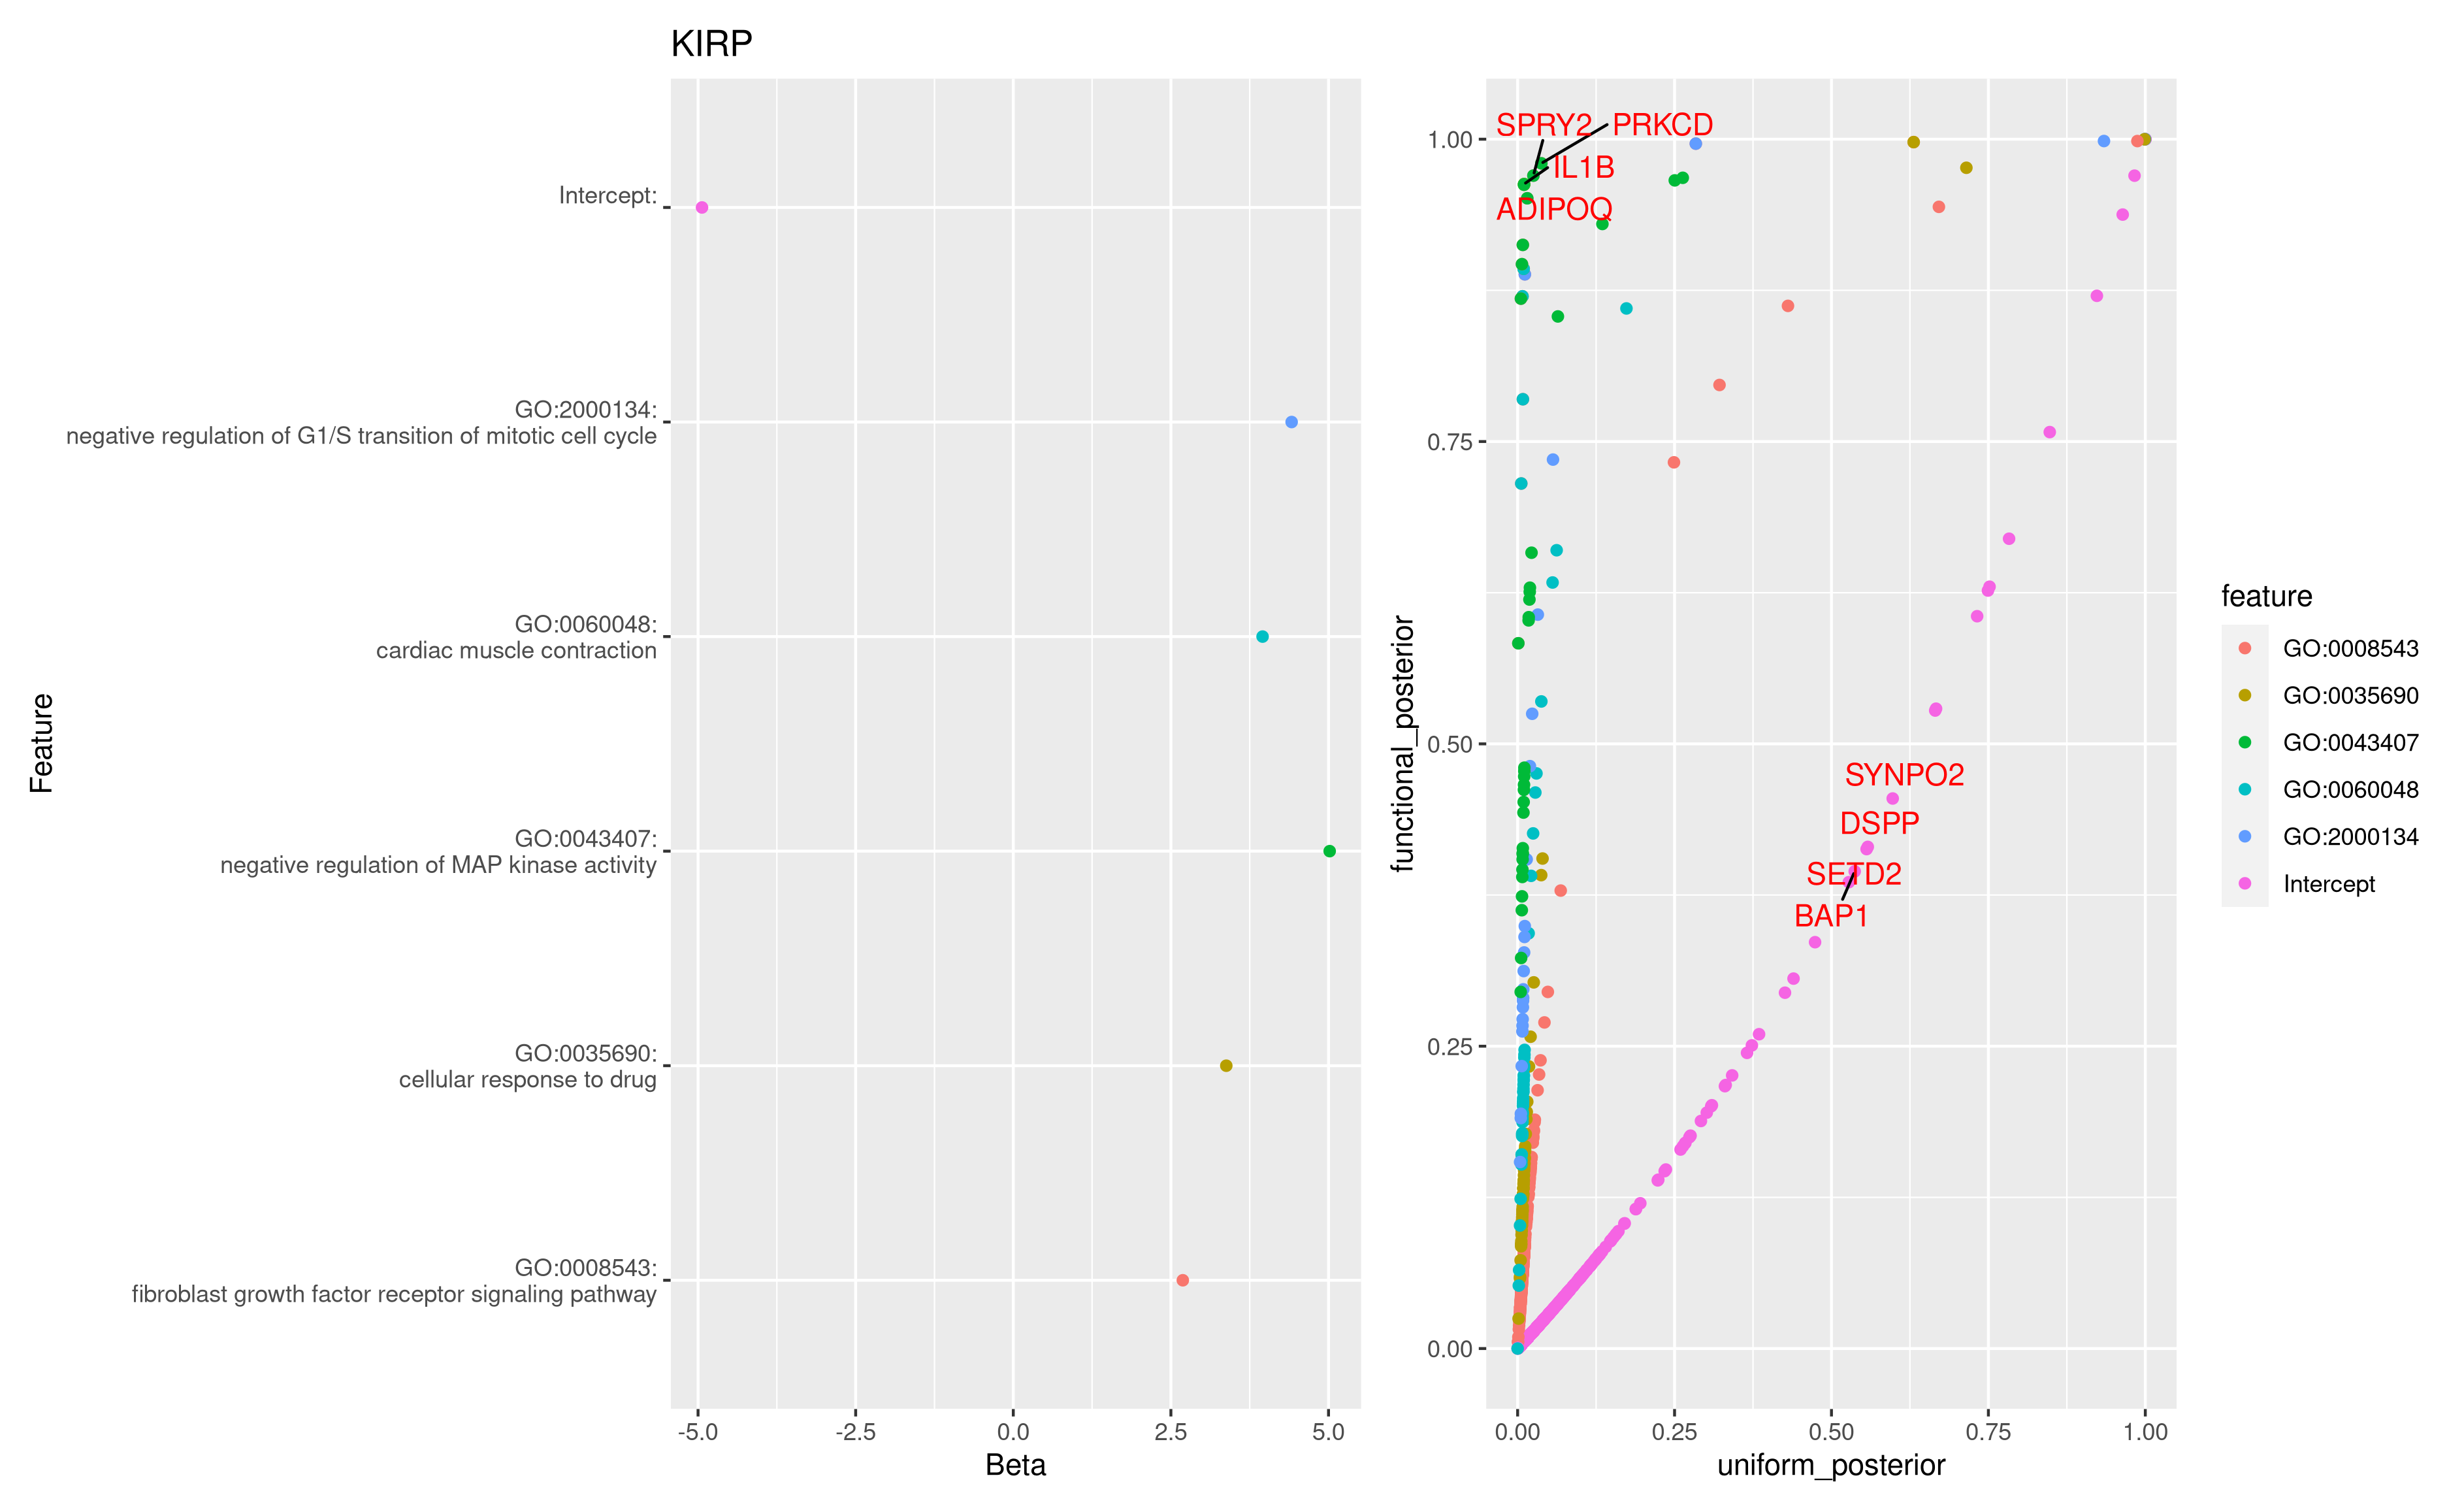 KIRP
Feature
Intercept:
GO:2000134:
negative regulation of G1/S transition of mitotic cell cycle
GO:0060048:
cardiac muscle contraction
GO:0043407:
negative regulation of MAP kinase activity
GO:0035690:
cellular response to drug
GO:0008543:
fibroblast growth factor receptor signaling pathway
-5.0
-2.5
0.0
2.5
5.0
Beta
functional_posterior
1.00
0.75
0.50
0.25
0.00
SPRY2
PRKCD
IL1B
ADIPOQ
SYNPO2
DSPP
SETD2
BAP1
0.00
0.25
0.50
0.75
1.00
uniform_posterior
feature
GO:0008543
GO:0035690
GO:0043407
GO:0060048
GO:2000134
Intercept